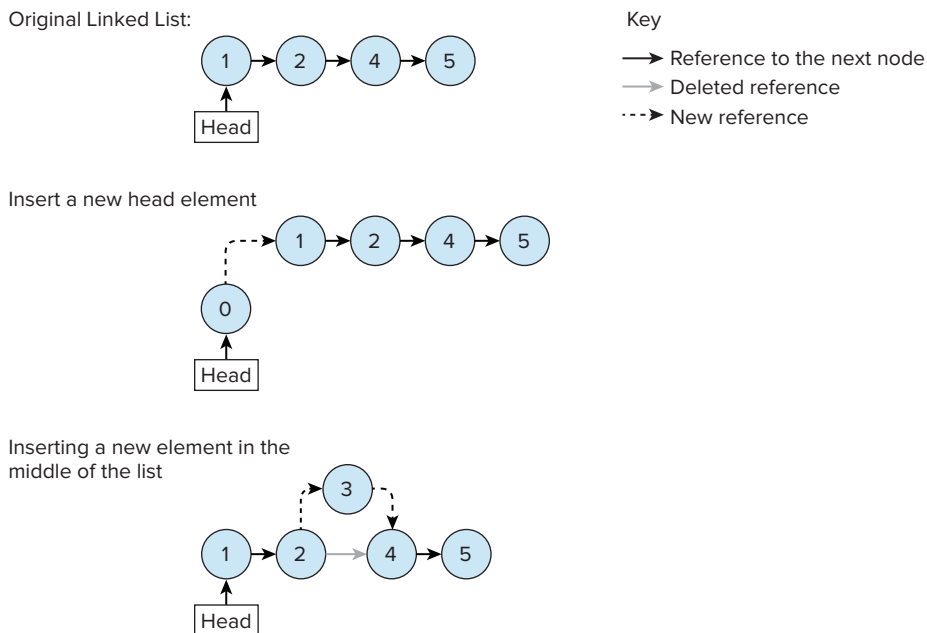 Original Linked List:
1 2 4 5
Head
Key
Reference to the next node
Deleted reference
New reference
Insert a new head element
1 2 4 5
0
Head
Inserting a new element in the
middle of the list
3
1 2 4 5
Head